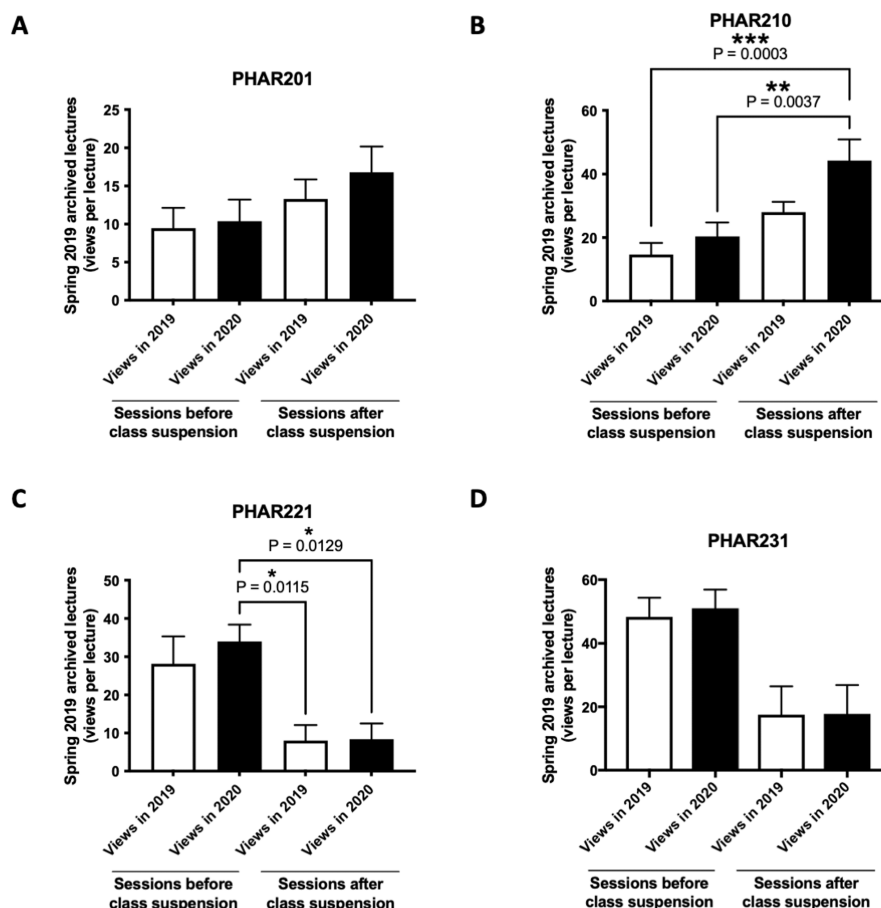 A
PHAR201
Spring 2019 archived lectures
(views per lecture)
25
20
15
10
5
0
Views in 2019
Views in 2020
Views in 2019
Views in 2020
Sessions before
class suspension
Sessions after
class suspension
B
PHAR210
***
P = 0.0003
**
P = 0.0037
Spring 2019 archived lectures
(views per lecture)
60
40
20
0
Views in 2019
Views in 2020
Views in 2019
Views in 2020
Sessions before
class suspension
Sessions after
class suspension
C
PHAR221
*
P = 0.0129
*
P = 0.0115
Spring 2019 archived lectures
(views per lecture)
50
40
30
20
10
0
Views in 2019
Views in 2020
Views in 2019
Views in 2020
Sessions before
class suspension
Sessions after
class suspension
D
PHAR231
Spring 2019 archived lectures
(views per lecture)
60
40
20
0
Views in 2019
Views in 2020
Views in 2019
Views in 2020
Sessions before
class suspension
Sessions after
class suspension